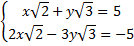 x√2 + y√3 = 5
2x√2 − 3y√3 = −5